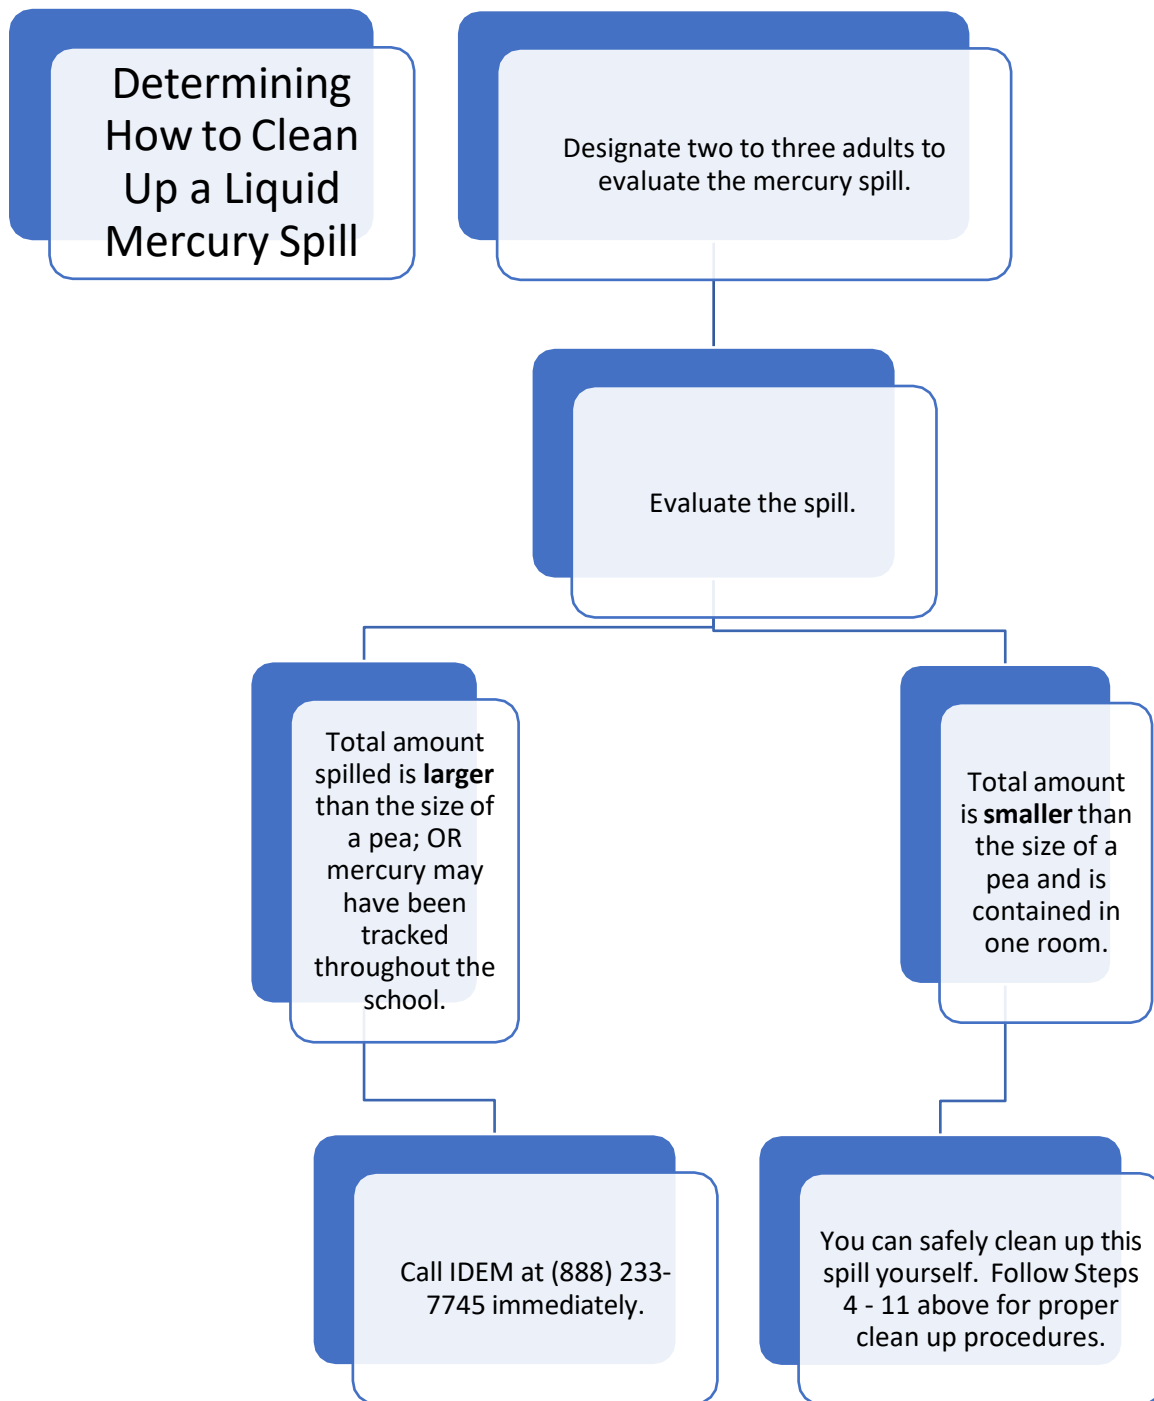 Determining
How to Clean
Up a Liquid
Mercury Spill
Designate two to three adults to
evaluate the mercury spill.
Evaluate the spill.
Total amount
spilled is larger
than the size of
a pea; OR
mercury may
have been
tracked
throughout the
school.
Total amount
is smaller than
the size of a
pea and is
contained in
one room.
Call IDEM at (888) 233-
7745 immediately.
You can safely clean up this
spill yourself.  Follow Steps
4 - 11 above for proper
clean up procedures.